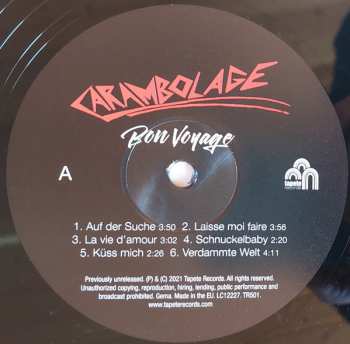 CARAMBOLAGE
Bon Voyage
A
tapete
1. Auf der Suche 3:50 2. Laisse moi faire 3:56
3. La vie d'amour 3:02 4. Schnuckelbaby 2:20
5. Küss mich 2:26 6. Verdammte Welt 4:11
Previously unreleased. (P) & (C) 2021 Tapete Records. All rights reserved.
Unauthorized copying, reproduction, hiring, lending, public performance and
broadcast prohibited. Gema. Made in the EU. LC12227. TR501.
www.tapeterecords.com